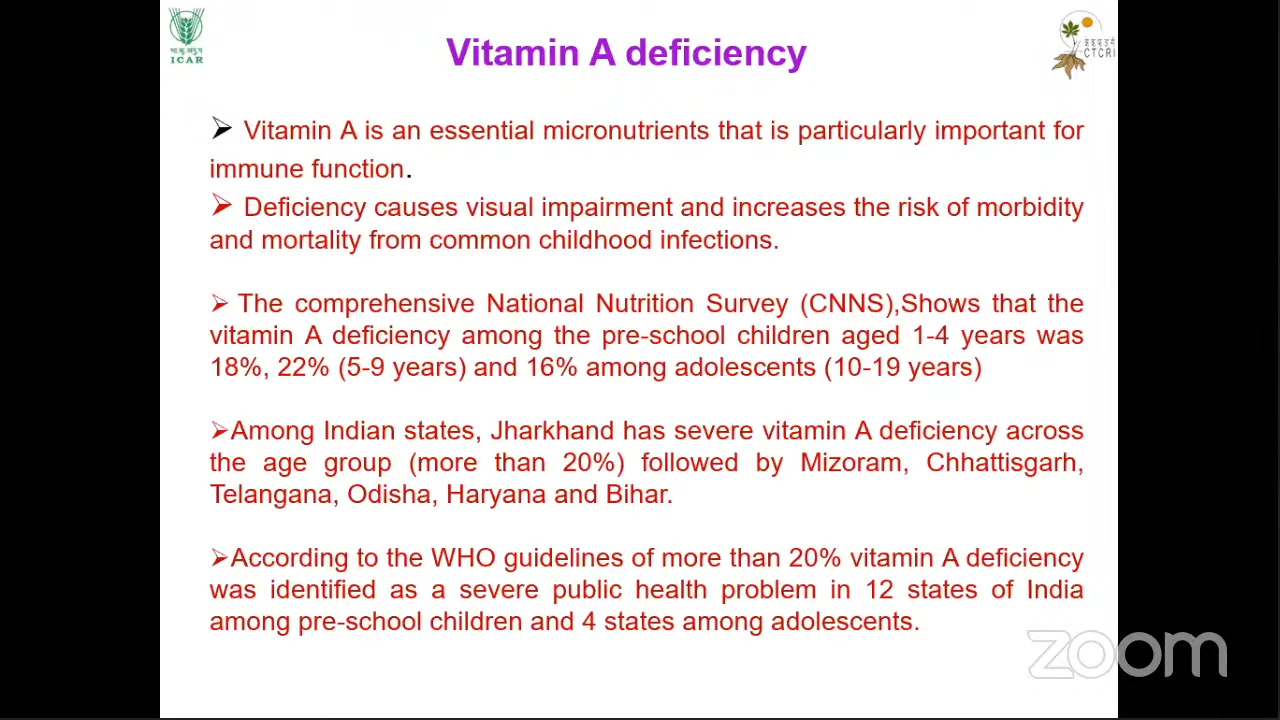 भा.कृ.अनु.प
ICAR
Vitamin A deficiency
CTCRI
➢ Vitamin A is an essential micronutrients that is particularly important for
immune function.
➢ Deficiency causes visual impairment and increases the risk of morbidity
and mortality from common childhood infections.
➢ The comprehensive National Nutrition Survey (CNNS),Shows that the
vitamin A deficiency among the pre-school children aged 1-4 years was
18%, 22% (5-9 years) and 16% among adolescents (10-19 years)
➢Among Indian states, Jharkhand has severe vitamin A deficiency across
the age group (more than 20%) followed by Mizoram, Chhattisgarh,
Telangana, Odisha, Haryana and Bihar.
➢According to the WHO guidelines of more than 20% vitamin A deficiency
was identified as a severe public health problem in 12 states of India
among pre-school children and 4 states among adolescents.
zoom